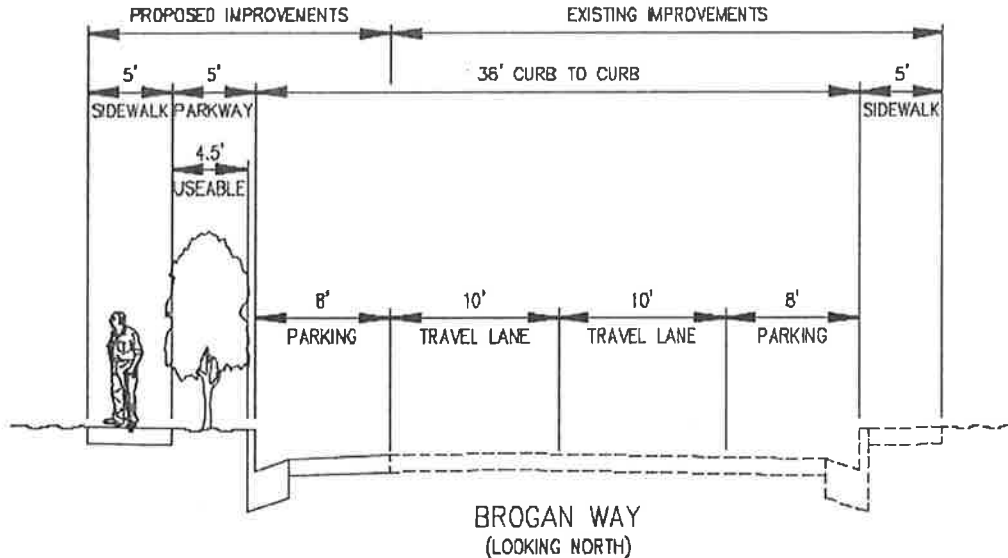 PROPOSED IMPROVEMENTS
EXISTING IMPROVEMENTS
5'
5'
36' CURB TO CURB
5'
SIDEWALK
PARKWAY
SIDEWALK
4.5'
USEABLE
8'
10'
10'
8'
PARKING
TRAVEL LANE
TRAVEL LANE
PARKING
BROGAN WAY
(LOOKING NORTH)